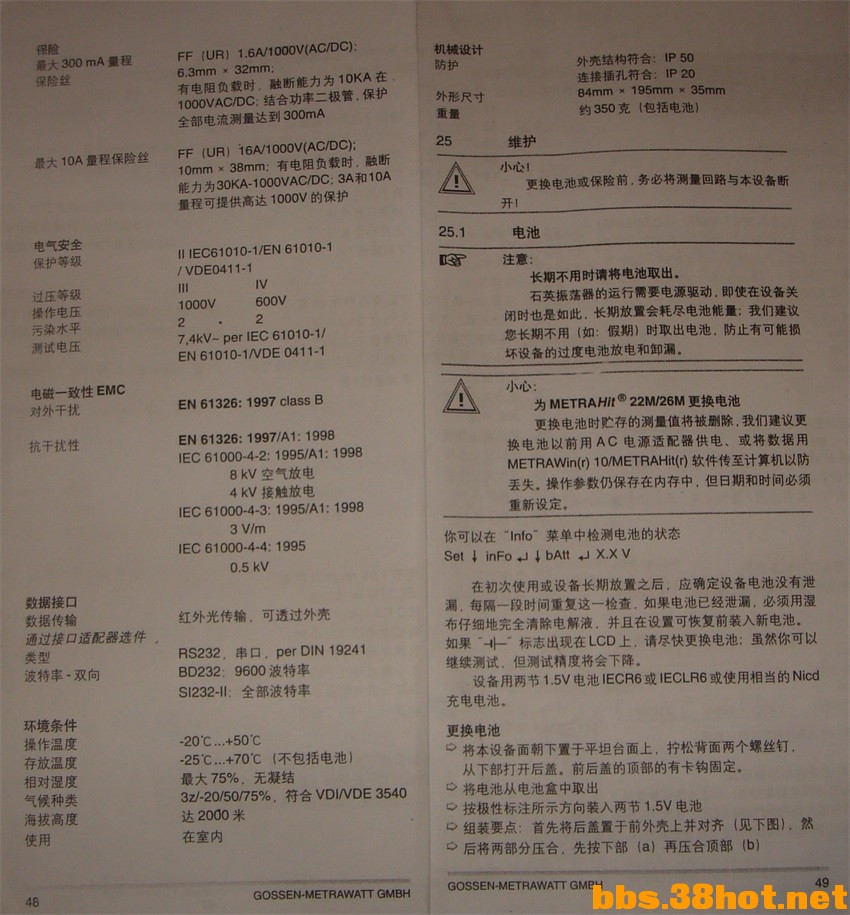 保险
最大 300 mA 量程
保险丝
FF (UR) 1.6A/1000V(AC/DC);
6.3mm × 32mm;
有电阻负载时，融断能力为 10KA 在
1000VAC/DC; 结合功率二极管, 保护
全部电流测量达到 300mA
最大 10A 量程保险丝
FF (UR) 16A/1000V(AC/DC);
10mm × 38mm; 有电阻负载时，融断
能力为30KA-1000VAC/DC; 3A和10A
量程可提供高达 1000V 的保护
电气安全
保护等级
II IEC61010-1/EN 61010-1
/ VDE0411-1
过压等级 III IV
操作电压 1000V 600V
污染水平 2 2
测试电压 7,4kV~ per IEC 61010-1/
EN 61010-1/VDE 0411-1
电磁一致性 EMC
对外干扰 EN 61326: 1997 class B
抗干扰性 EN 61326: 1997/A1: 1998
IEC 61000-4-2: 1995/A1: 1998
8 kV 空气放电
4 kV 接触放电
IEC 61000-4-3: 1995/A1: 1998
3 V/m
IEC 61000-4-4: 1995
0.5 kV
数据接口
数据传输 红外光传输，可透过外壳
通过接口适配器选件
类型 RS232，串口，per DIN 19241
波特率 - 双向 BD232: 9600 波特率
SI232-II: 全部波特率
环境条件
操作温度 -20℃...+50℃
存放温度 -25℃...+70℃ (不包括电池)
相对湿度 最大 75%，无凝结
气候种类 3z/-20/50/75%，符合 VDI/VDE 3540
海拔高度 达 2000 米
使用 在室内
48
GOSSEN-METRAWATT GMBH
机械设计
防护 外壳结构符合: IP 50
连接插孔符合: IP 20
外形尺寸 84mm × 195mm × 35mm
重量 约 350 克 (包括电池)
25 维护
小心!
更换电池或保险前, 务必将测量回路与本设备断
开!
25.1 电池
注意:
长期不用时请将电池取出。
石英振荡器的运行需要电源驱动, 即使在设备关
闭时也是如此, 长期放置会耗尽电池能量; 我们建议
您长期不用 (如: 假期) 时取出电池，防止有可能损
坏设备的过度电池放电和卸漏。
小心:
为 METRAHit® 22M/26M 更换电池
更换电池时贮存的测量值将被删除, 我们建议更
换电池以前用 AC 电源适配器供电、或将数据用
METRAWin(r) 10/METRAHit(r) 软件传至计算机以防
丢失。操作参数仍保存在内存中，但日期和时间必须
重新设定。
你可以在 “Info” 菜单中检测电池的状态
Set ↓ inFo ↵ ↓ bAtt ↵ X.X V
在初次使用或设备长期放置之后，应确定设备电池没有泄
漏，每隔一段时间重复这一检查，如果电池已经泄漏，必须用湿
布仔细地完全清除电解液，并且在设置可恢复前装入新电池。
如果 “⊣⊢” 标志出现在LCD上，请尽快更换电池；虽然你可以
继续测试，但测试精度将会下降。
设备用两节 1.5V 电池 IECR6 或 IECLR6 或使用相当的 Nicd
充电电池。
更换电池
⇨ 将本设备面朝下置于平坦台面上，拧松背面两个螺丝钉，
从下部打开后盖。前后盖的顶部的有卡钩固定。
⇨ 将电池从电池盒中取出
⇨ 按极性标注所示方向装入两节 1.5V 电池
⇨ 组装要点: 首先将后盖置于前外壳上并对齐 (见下图)，然
⇨ 后将两部分压合，先按下部 (a) 再压合顶部 (b)
GOSSEN-METRAWATT GMBH
49
bbs.38hot.net